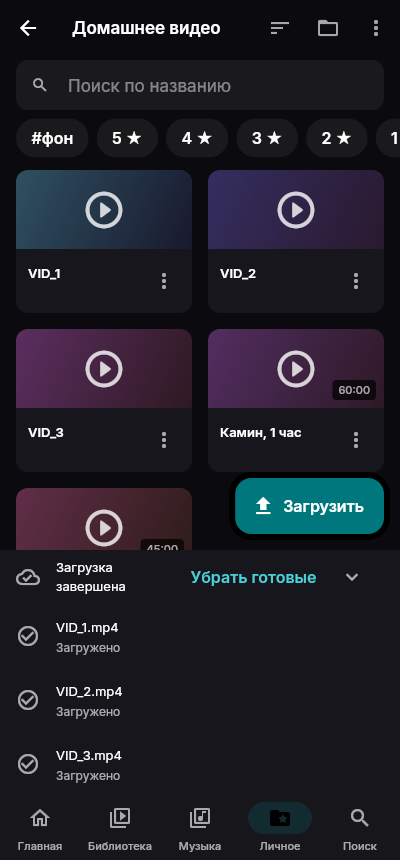 Домашнее видео
Поиск по названию
#фон 5 ★ 4 ★ 3 ★ 2 ★ 1
VID_1 VID_2
60:00
VID_3 Камин, 1 час
Загрузить
45:00
Загрузка
завершена
Убрать готовые
VID_1.mp4
Загружено
VID_2.mp4
Загружено
VID_3.mp4
Загружено
Главная Библиотека Музыка Личное Поиск